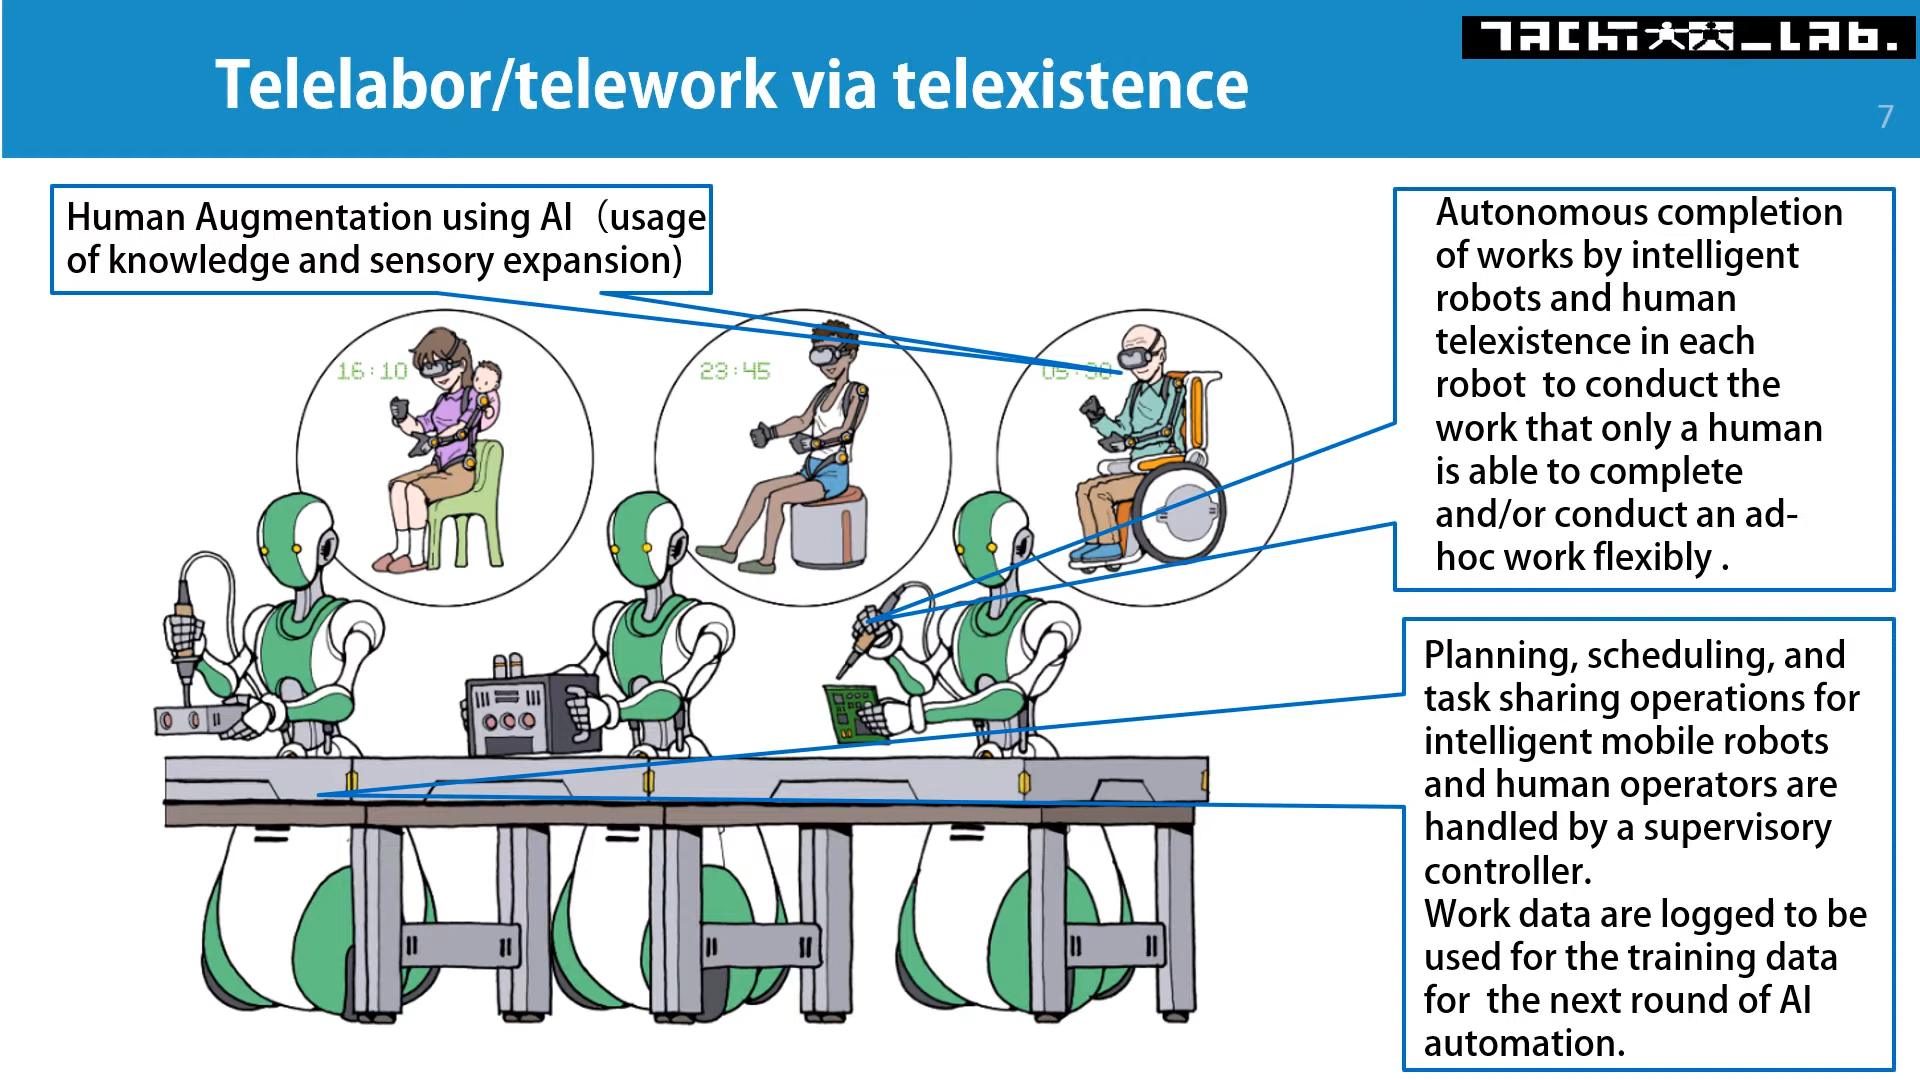 Telelabor/telework via telexistence
TACHI_LAB.
7
Human Augmentation using AI（usage
of knowledge and sensory expansion)
Autonomous completion
of works by intelligent
robots and human
telexistence in each
robot  to conduct the
work that only a human
is able to complete
and/or conduct an ad-
hoc work flexibly .
16:10
23:45
05:30
Planning, scheduling, and
task sharing operations for
intelligent mobile robots
and human operators are
handled by a supervisory
controller.
Work data are logged to be
used for the training data
for  the next round of AI
automation.